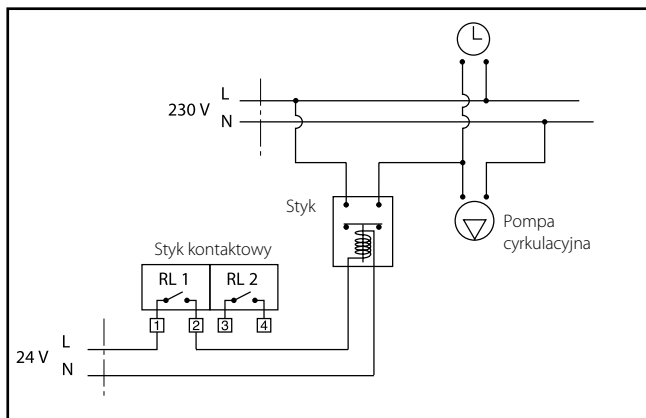 L
230 V
N
Styk
Pompa
cyrkulacyjna
Styk kontaktowy
RL 1 RL 2
1 2 3 4
L
24 V
N